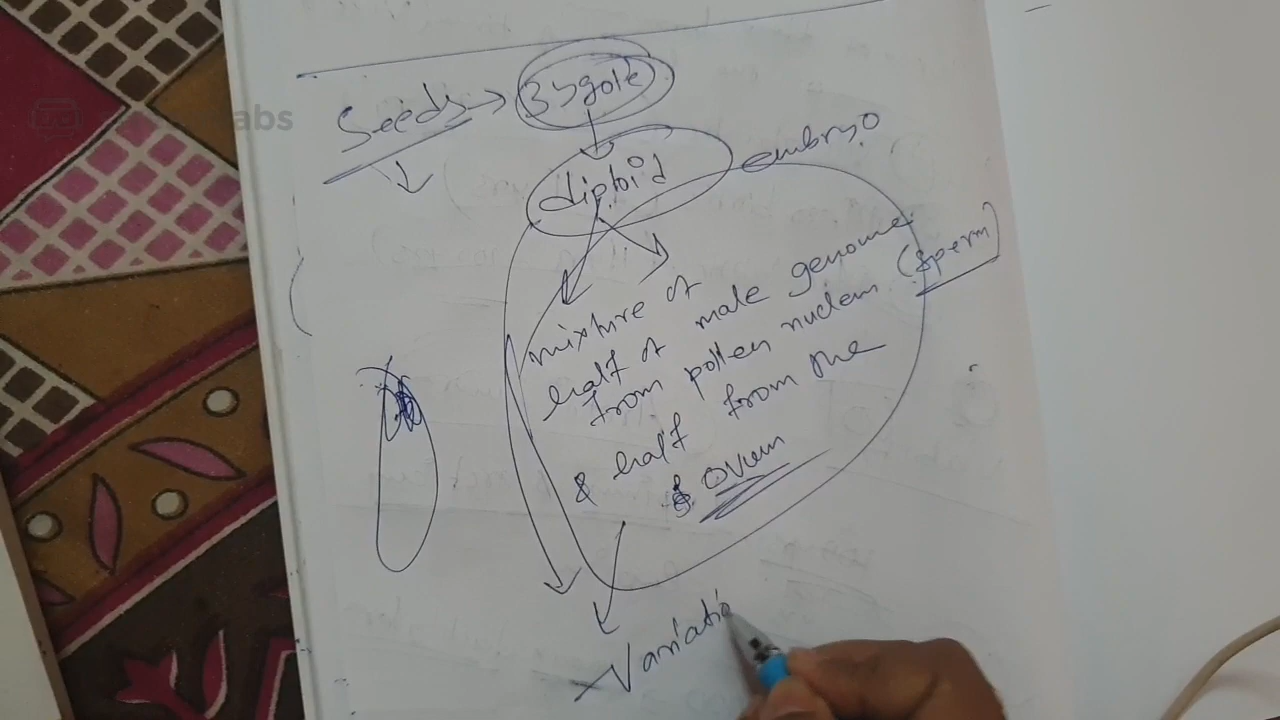 abs
Seeds → zygote
diploid embryo
mixture of
half of male genome
from pollen nucleus (sperm)
& half from the
ovum
Variatio